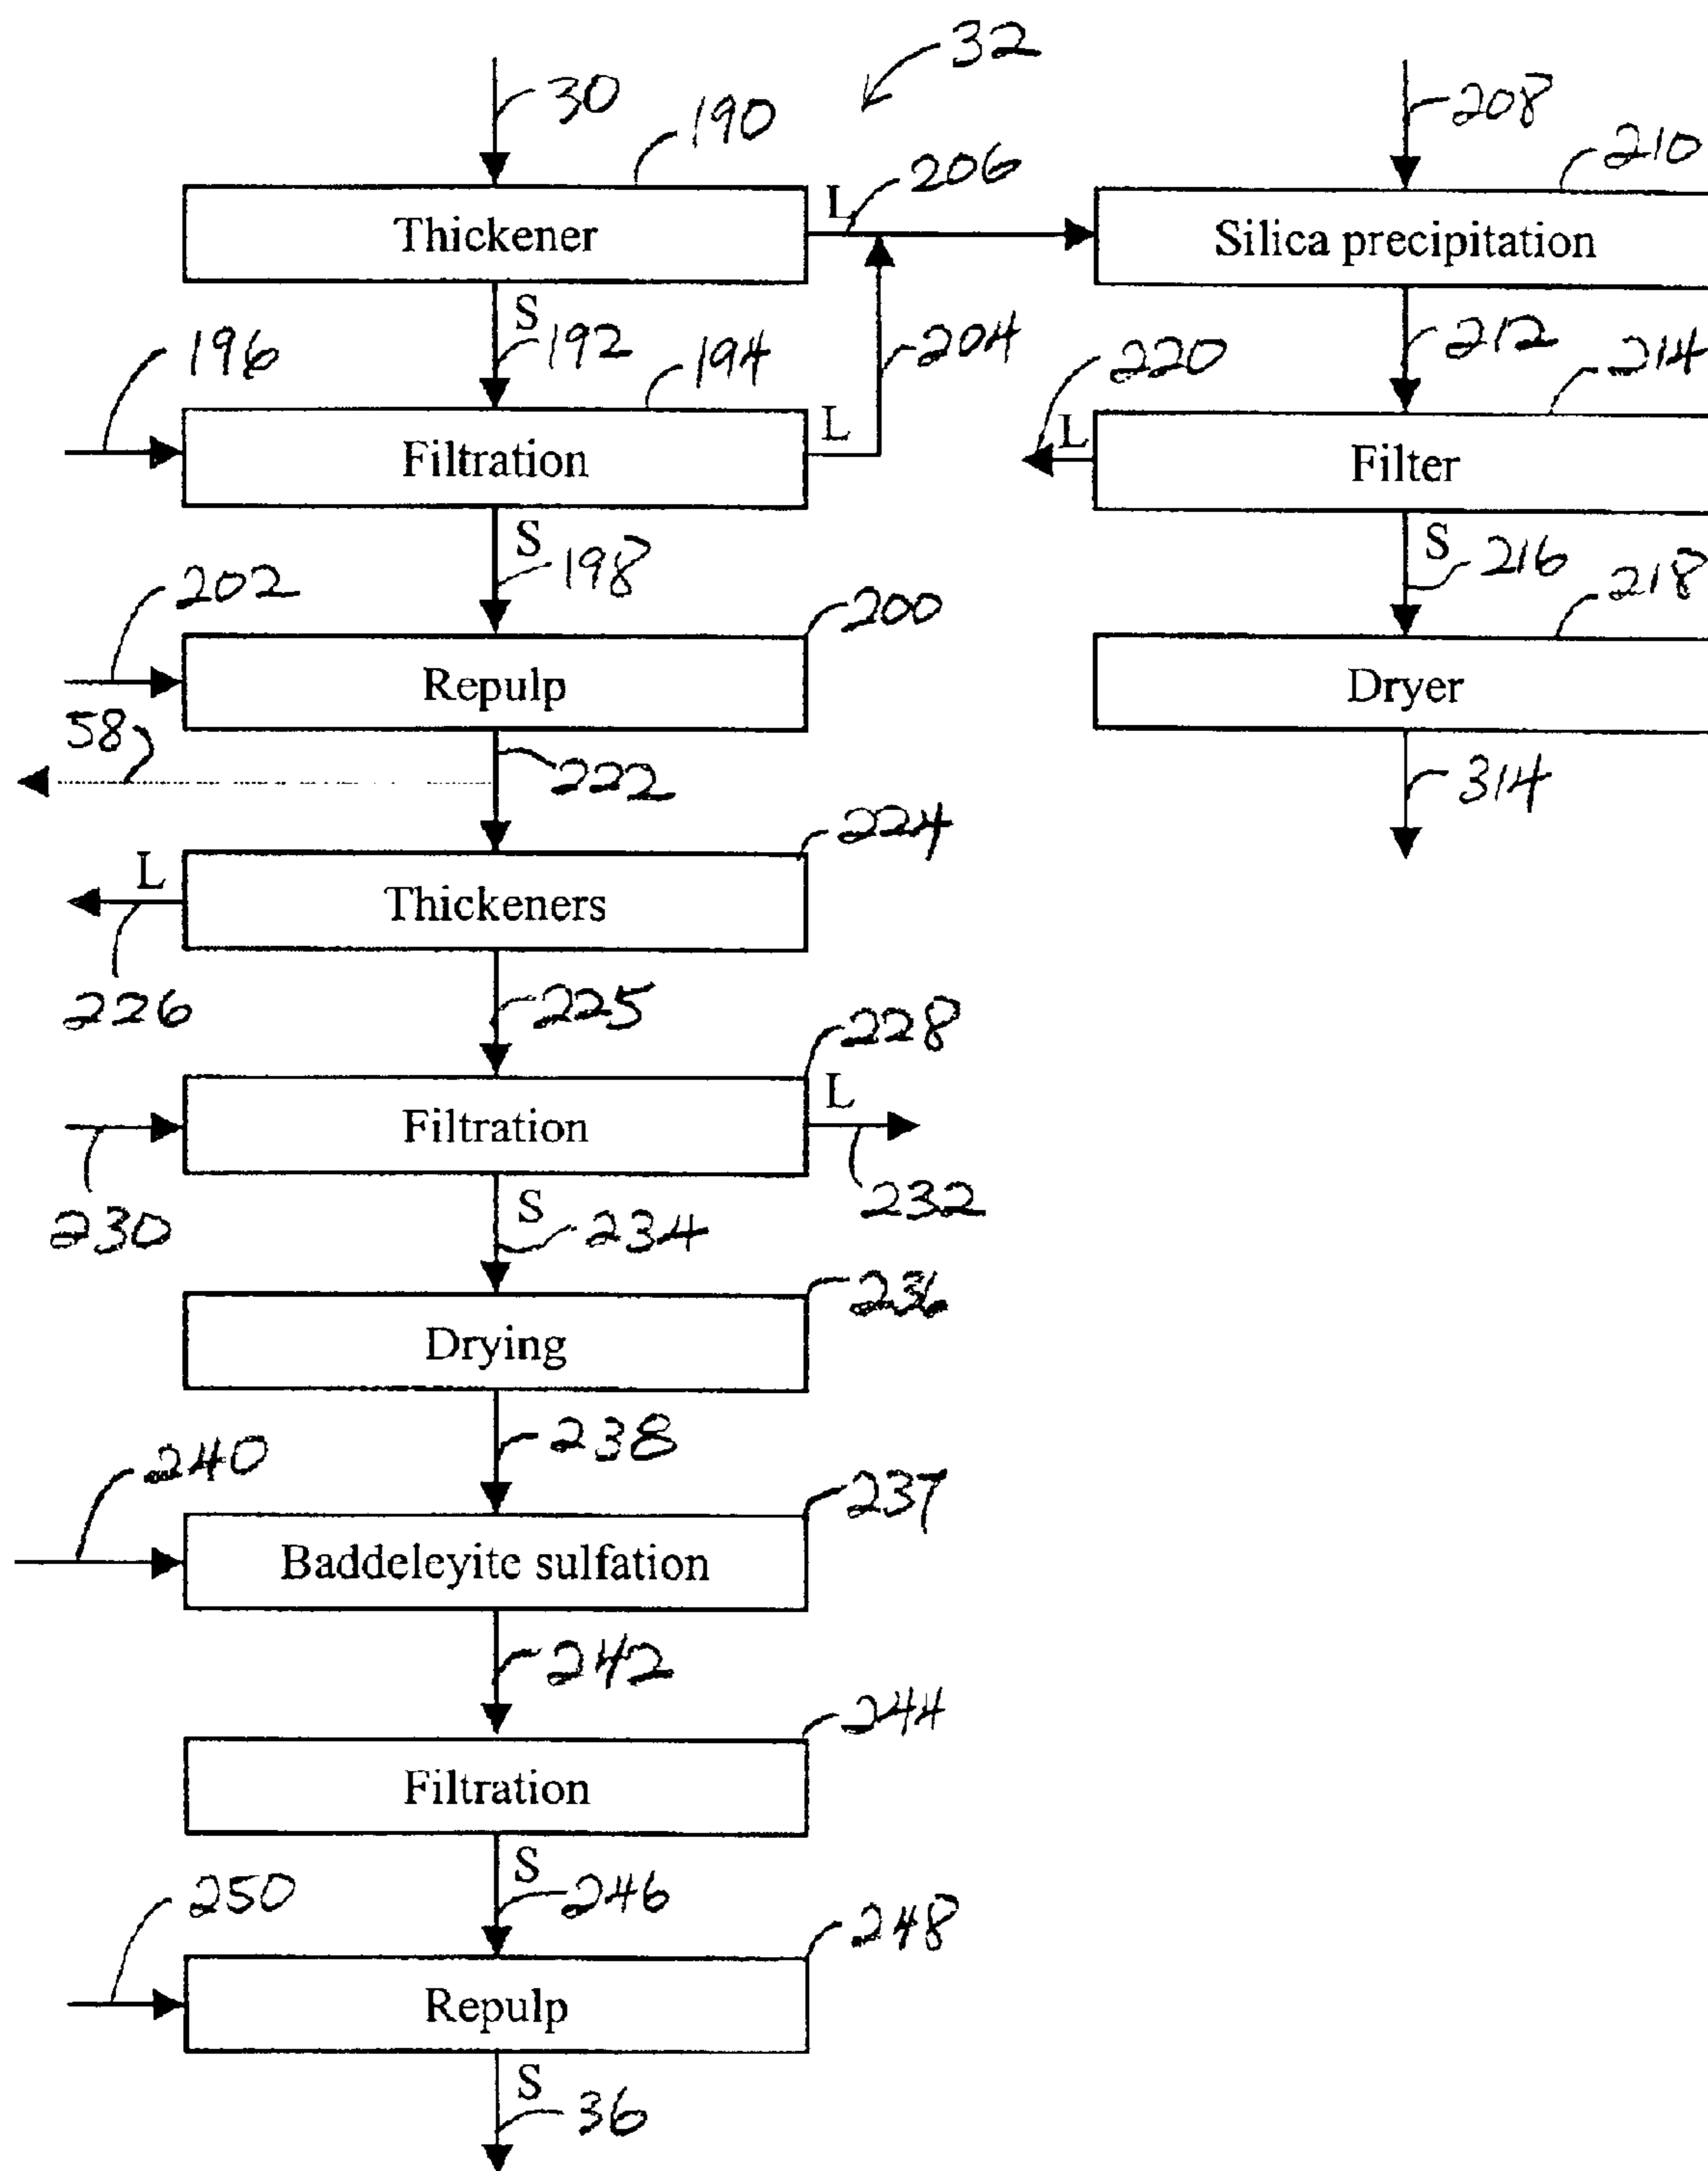 32
30
190
208
210
206
L
Thickener
Silica precipitation
S
192
196
194
204
220
212
214
L
L
Filtration
Filter
S
198
S
216
202
200
218
Repulp
Dryer
58
222
314
224
L
Thickeners
226
225
228
L
Filtration
230
232
S
234
236
Drying
238
240
237
Baddeleyite sulfation
242
244
Filtration
S
246
250
248
Repulp
S
36